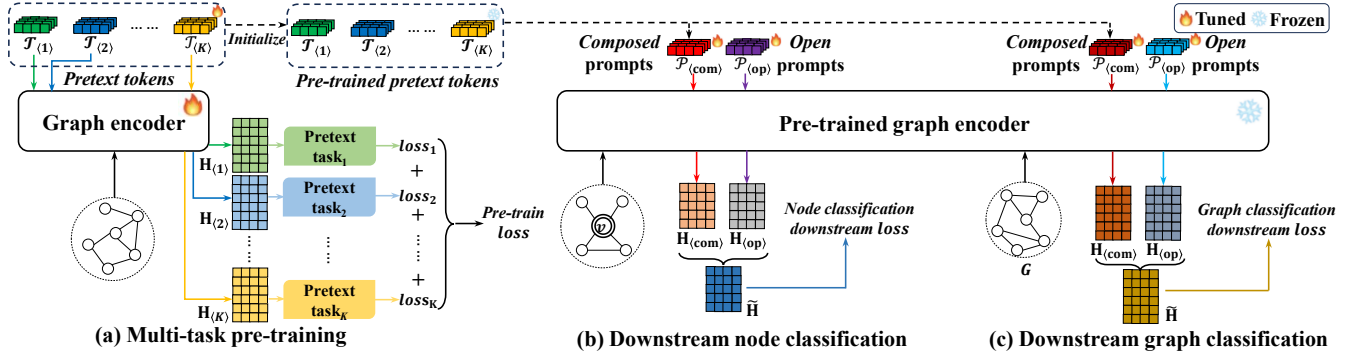 𝒯⟨1⟩ 𝒯⟨2⟩ ... ... 𝒯⟨K⟩
Pretext tokens
Initialize
𝒯⟨1⟩ 𝒯⟨2⟩ ... ... 𝒯⟨K⟩
Pre-trained pretext tokens
Graph encoder
H⟨1⟩
Pretext
task₁
loss₁
+
H⟨2⟩
Pretext
task₂
loss₂
+
⋮
+
H⟨K⟩
Pretext
task_K
loss_K
Pre-train
loss
(a) Multi-task pre-training
Tuned Frozen
Composed
prompts
𝒫⟨com⟩
𝒫⟨op⟩
Open
prompts
Composed
prompts
𝒫⟨com⟩
𝒫⟨op⟩
Open
prompts
Pre-trained graph encoder
v
H⟨com⟩ H⟨op⟩
H̃
Node classification
downstream loss
(b) Downstream node classification
G
H⟨com⟩ H⟨op⟩
H̃
Graph classification
downstream loss
(c) Downstream graph classification